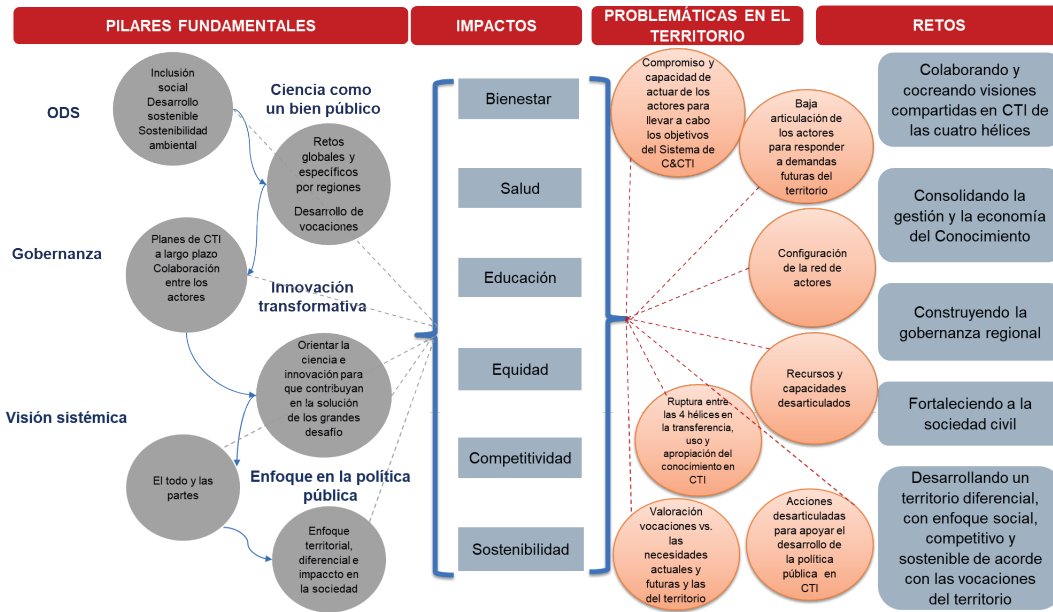 PILARES FUNDAMENTALES
IMPACTOS
PROBLEMÁTICAS EN EL
TERRITORIO
RETOS
ODS
Inclusión
social
Desarrollo
sostenible
Sostenibilidad
ambiental
Ciencia como
un bien público
Retos
globales y
específicos
por regiones
Desarrollo de
vocaciones
Gobernanza
Planes de CTI
a largo plazo
Colaboración
entre los
actores
Innovación
transformativa
Orientar la
ciencia e
innovación para
que contribuyan
en la solución
de los grandes
desafío
Visión sistémica
El todo y las
partes
Enfoque en la política
pública
Enfoque
territorial,
diferencial e
impaccto en
la sociedad
Bienestar
Salud
Educación
Equidad
Competitividad
Sostenibilidad
Compromiso y
capacidad de
actuar de los
actores para
llevar a cabo
los objetivos
del Sistema de
C&CTI
Baja
articulación de
los actores
para responder
a demandas
futuras del
territorio
Configuración
de la red de
actores
Recursos y
capacidades
desarticulados
Ruptura entre
las 4 hélices en
la transferencia,
uso y
apropiación del
conocimiento en
CTI
Valoración
vocaciones vs.
las
necesidades
actuales y
futuras y las
del territorio
Acciones
desarticuladas
para apoyar el
desarrollo de
la política
pública en
CTI
Colaborando y
cocreando visiones
compartidas en CTI de
las cuatro hélices
Consolidando la
gestión y la economía
del Conocimiento
Construyendo la
gobernanza regional
Fortaleciendo a la
sociedad civil
Desarrollando un
territorio diferencial,
con enfoque social,
competitivo y
sostenible de acorde
con las vocaciones
del territorio